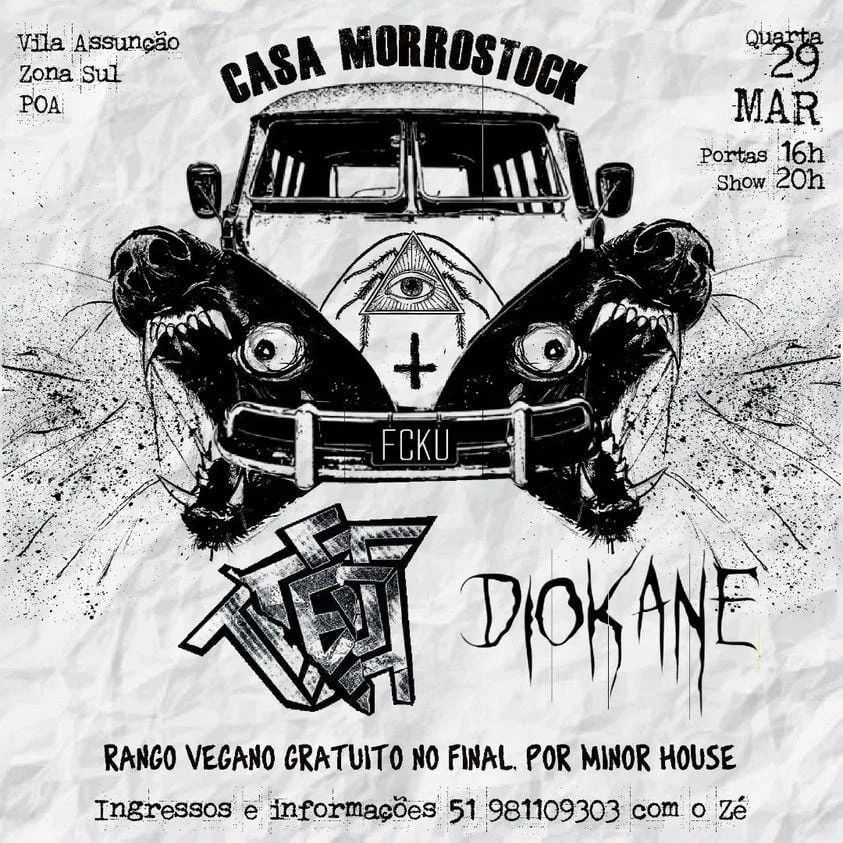 Vila Assunção
Zona Sul
POA
CASA MORROSTOCK
Quarta
29
MAR
Portas 16h
Show 20h
FCKU
DIOKANE
RANGO VEGANO GRATUITO NO FINAL. POR MINOR HOUSE
Ingressos e informações 51 981109303 com o Zé